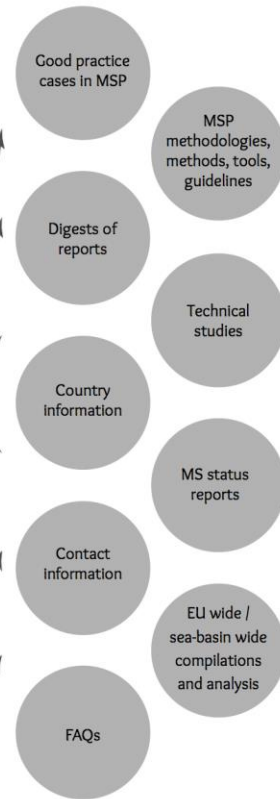 Good practice
cases in MSP
MSP
methodologies,
methods, tools,
guidelines
Digests of
reports
Technical
studies
Country
information
MS status
reports
Contact
information
EU wide /
sea-basin wide
compilations
and analysis
FAQs